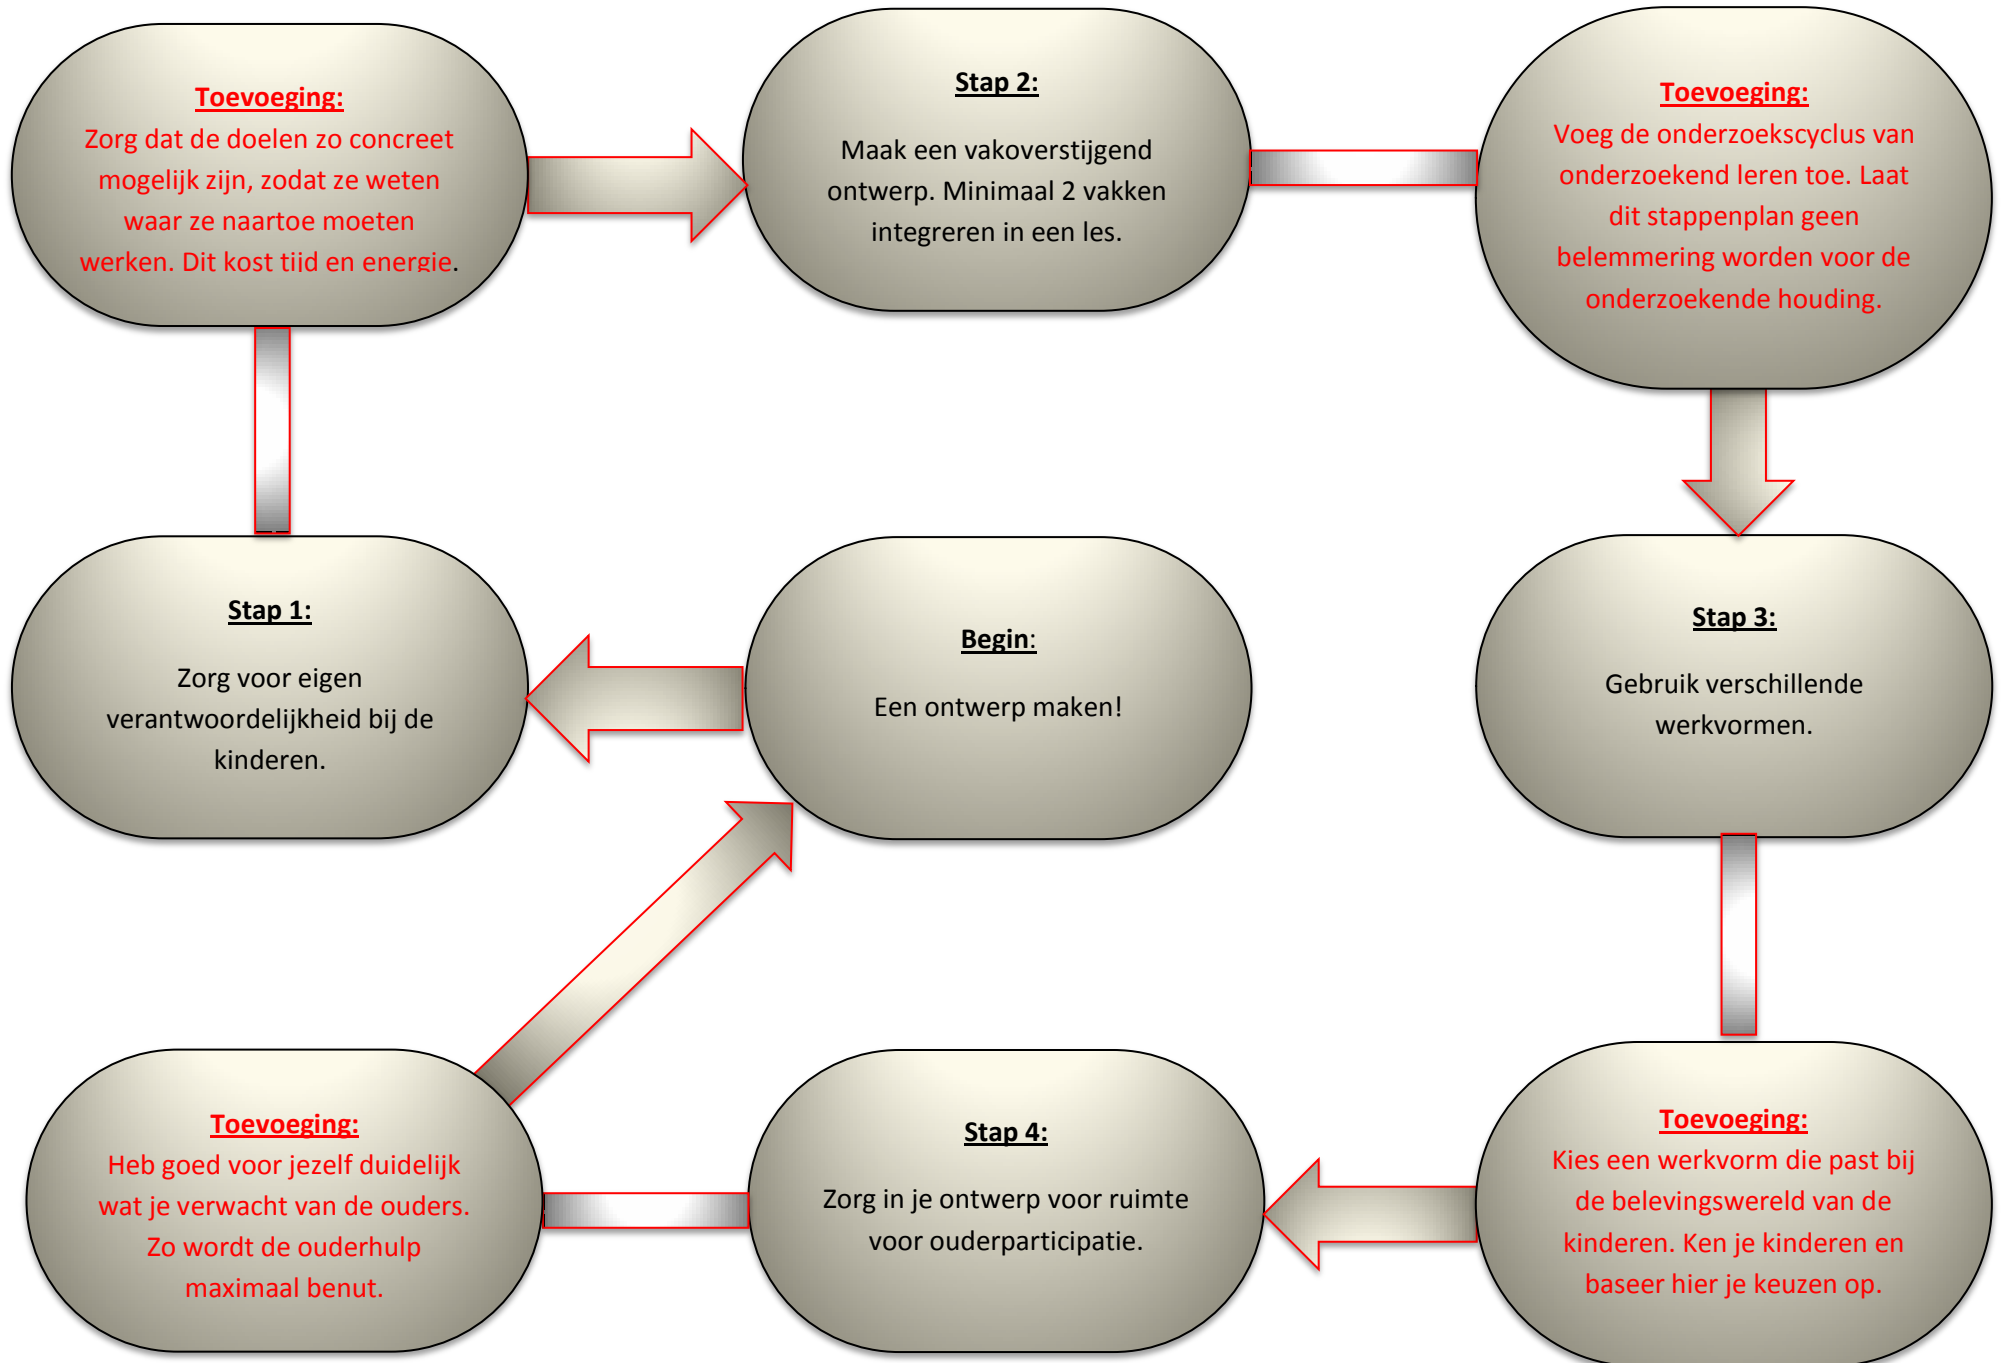 Toevoeging:
Zorg dat de doelen zo concreet
mogelijk zijn, zodat ze weten
waar ze naartoe moeten
werken. Dit kost tijd en energie.
Stap 2:
Maak een vakoverstijgend
ontwerp. Minimaal 2 vakken
integreren in een les.
Toevoeging:
Voeg de onderzoekscyclus van
onderzoekend leren toe. Laat
dit stappenplan geen
belemmering worden voor de
onderzoekende houding.
Stap 1:
Zorg voor eigen
verantwoordelijkheid bij de
kinderen.
Begin:
Een ontwerp maken!
Stap 3:
Gebruik verschillende
werkvormen.
Toevoeging:
Heb goed voor jezelf duidelijk
wat je verwacht van de ouders.
Zo wordt de ouderhulp
maximaal benut.
Stap 4:
Zorg in je ontwerp voor ruimte
voor ouderparticipatie.
Toevoeging:
Kies een werkvorm die past bij
de belevingswereld van de
kinderen. Ken je kinderen en
baseer hier je keuzen op.